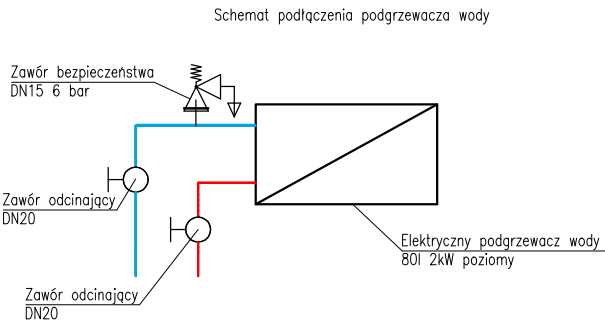 Schemat podłączenia podgrzewacza wody
Zawór bezpieczeństwa
DN15 6 bar
Zawór odcinający
DN20
Elektryczny podgrzewacz wody
80l 2kW poziomy
Zawór odcinający
DN20